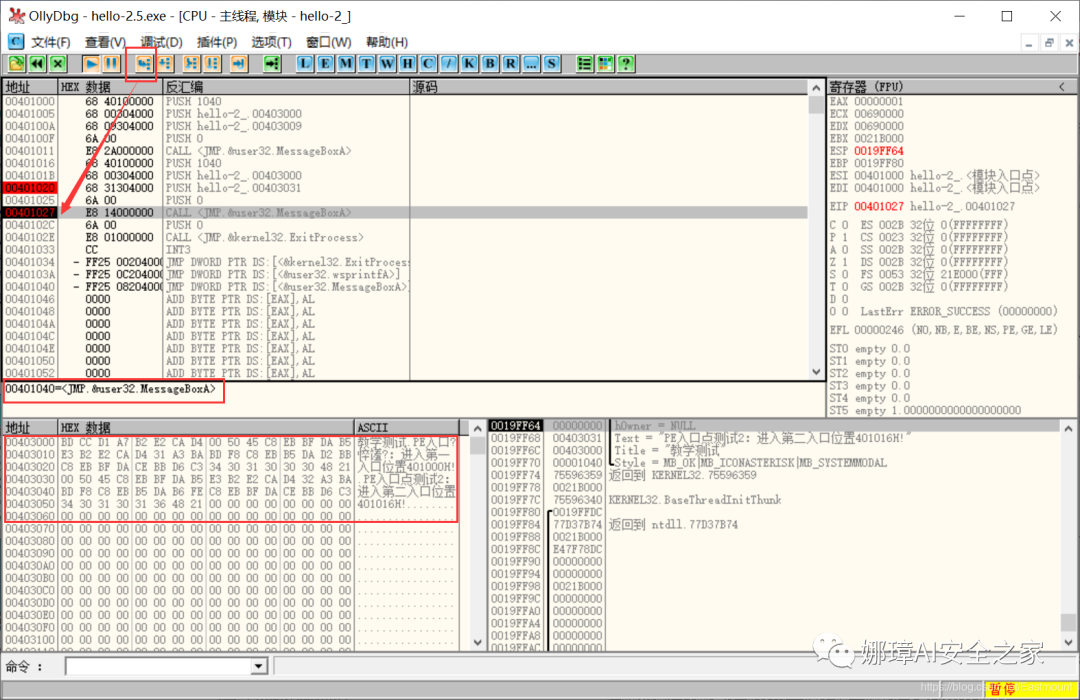 OllyDbg - hello-2.5.exe - [CPU - 主线程, 模块 - hello-2_]
文件(F) 查看(V) 调试(D) 插件(P) 选项(T) 窗口(W) 帮助(H)
L E M T W H C / K B R ... S ?
地址 HEX 数据 反汇编 源码
00401000 68 40100000 PUSH 1040
00401005 68 00304000 PUSH hello-2_.00403000
0040100A 68 09304000 PUSH hello-2_.00403009
0040100F 6A 00 PUSH 0
00401011 E8 2A000000 CALL <JMP.&user32.MessageBoxA>
00401016 68 40100000 PUSH 1040
0040101B 68 00304000 PUSH hello-2_.00403000
00401020 68 31304000 PUSH hello-2_.00403031
00401025 6A 00 PUSH 0
00401027 E8 14000000 CALL <JMP.&user32.MessageBoxA>
0040102C 6A 00 PUSH 0
0040102E E8 01000000 CALL <JMP.&kernel32.ExitProcess>
00401033 CC INT3
00401034 - FF25 00204000 JMP DWORD PTR DS:[<&kernel32.ExitProces
0040103A - FF25 0C204000 JMP DWORD PTR DS:[<&user32.wsprintfA>]
00401040 - FF25 08204000 JMP DWORD PTR DS:[<&user32.MessageBoxA>
00401046 0000 ADD BYTE PTR DS:[EAX],AL
00401048 0000 ADD BYTE PTR DS:[EAX],AL
0040104A 0000 ADD BYTE PTR DS:[EAX],AL
0040104C 0000 ADD BYTE PTR DS:[EAX],AL
0040104E 0000 ADD BYTE PTR DS:[EAX],AL
00401050 0000 ADD BYTE PTR DS:[EAX],AL
00401052 0000 ADD BYTE PTR DS:[EAX],AL
00401040=<JMP.&user32.MessageBoxA>
寄存器 (FPU) <
EAX 00000001
ECX 00690000
EDX 00690000
EBX 0021B000
ESP 0019FF64
EBP 0019FF80
ESI 00401000 hello-2_.<模块入口点>
EDI 00401000 hello-2_.<模块入口点>
EIP 00401027 hello-2_.00401027
C 0 ES 002B 32位 0(FFFFFFFF)
P 1 CS 0023 32位 0(FFFFFFFF)
A 0 SS 002B 32位 0(FFFFFFFF)
Z 1 DS 002B 32位 0(FFFFFFFF)
S 0 FS 0053 32位 21E000(FFF)
T 0 GS 002B 32位 0(FFFFFFFF)
D 0
O 0 LastErr ERROR_SUCCESS (00000000)
EFL 00000246 (NO,NB,E,BE,NS,PE,GE,LE)
ST0 empty 0.0
ST1 empty 0.0
ST2 empty 0.0
ST3 empty 0.0
ST4 empty 0.0
ST5 empty 1.0000000000000000000
地址 HEX 数据 ASCII
00403000 BD CC D1 A7 B2 E2 CA D4 00 50 45 C8 EB BF DA B5 教学测试.PE入口?
00403010 E3 B2 E2 CA D4 31 A3 BA BD F8 C8 EB B5 DA D2 BB
00403020 C8 EB BF DA CE BB D6 C3 34 30 31 30 30 30 48 21 入口位置401000H!
00403030 00 50 45 C8 EB BF DA B5 E3 B2 E2 CA D4 32 A3 BA .PE入口点测试2:
00403040 BD F8 C8 EB B5 DA B6 FE C8 EB BF DA CE BB D6 C3 进入第二入口位置
00403050 34 30 31 30 31 36 48 21 00 00 00 00 00 00 00 00 401016H!........
00403060 00 00 00 00 00 00 00 00 00 00 00 00 00 00 00 00 ................
00403070 00 00 00 00 00 00 00 00 00 00 00 00 00 00 00 00 ................
00403080 00 00 00 00 00 00 00 00 00 00 00 00 00 00 00 00 ................
00403090 00 00 00 00 00 00 00 00 00 00 00 00 00 00 00 00 ................
004030A0 00 00 00 00 00 00 00 00 00 00 00 00 00 00 00 00 ................
004030B0 00 00 00 00 00 00 00 00 00 00 00 00 00 00 00 00 ................
004030C0 00 00 00 00 00 00 00 00 00 00 00 00 00 00 00 00 ................
004030D0 00 00 00 00 00 00 00 00 00 00 00 00 00 00 00 00 ................
004030E0 00 00 00 00 00 00 00 00 00 00 00 00 00 00 00 00 ................
004030F0 00 00 00 00 00 00 00 00 00 00 00 00 00 00 00 00 ................
00403100 00 00 00 00 00 00 00 00 00 00 00 00 00 00 00 00 ................
0019FF64 00000000 hOwner = NULL
0019FF68 00403031 Text = "PE入口点测试2: 进入第二入口位置401016H!"
0019FF6C 00403000 Title = "教学测试"
0019FF70 00001040 Style = MB_OK|MB_ICONASTERISK|MB_SYSTEMMODAL
0019FF74 75596359 返回到 KERNEL32.75596359
0019FF78 0021B000
0019FF7C 75596340 KERNEL32.BaseThreadInitThunk
0019FF80 0019FFDC
0019FF84 77D37B74 返回到 ntdll.77D37B74
0019FF88 0021B000
0019FF8C E47F78DC
0019FF90 00000000
0019FF94 00000000
0019FF98 0021B000
0019FF9C 00000000
0019FFA0 00000000
0019FFA4 00000000
0019FFA8 00000000
0019FFAC 00000000
命令 :
娜璋AI安全之家
暂停